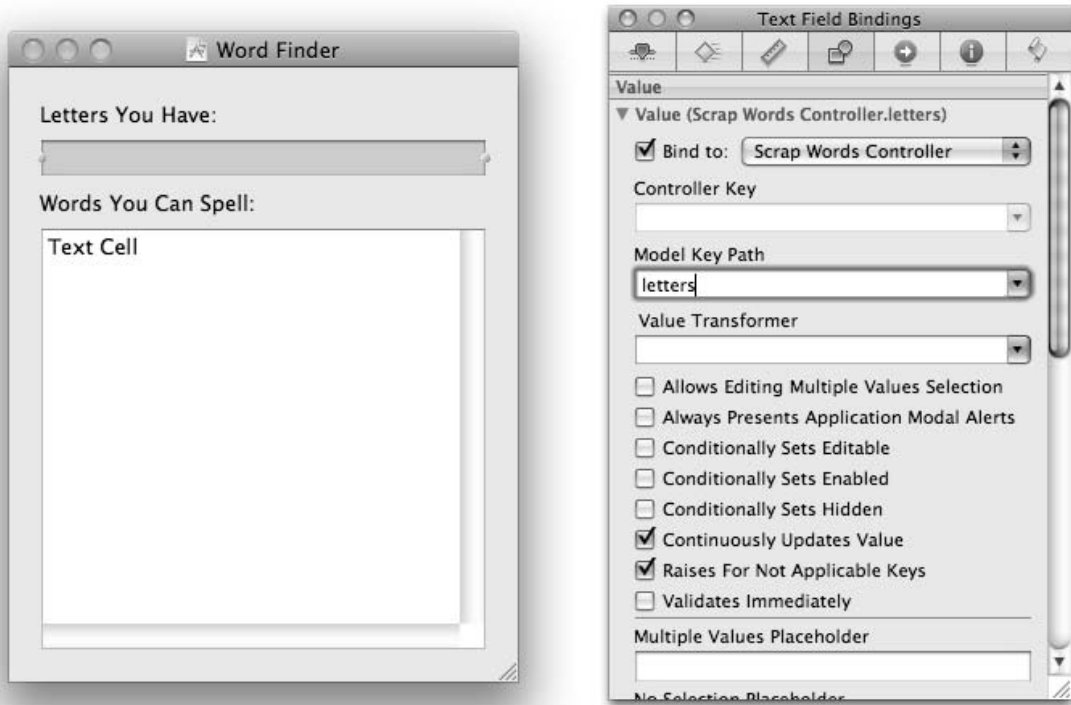 Word Finder
Letters You Have:
Words You Can Spell:
Text Cell
Text Field Bindings
Value
Value (Scrap Words Controller.letters)
Bind to: Scrap Words Controller
Controller Key
Model Key Path
letters
Value Transformer
Allows Editing Multiple Values Selection
Always Presents Application Modal Alerts
Conditionally Sets Editable
Conditionally Sets Enabled
Conditionally Sets Hidden
Continuously Updates Value
Raises For Not Applicable Keys
Validates Immediately
Multiple Values Placeholder
No Selection Placeholder